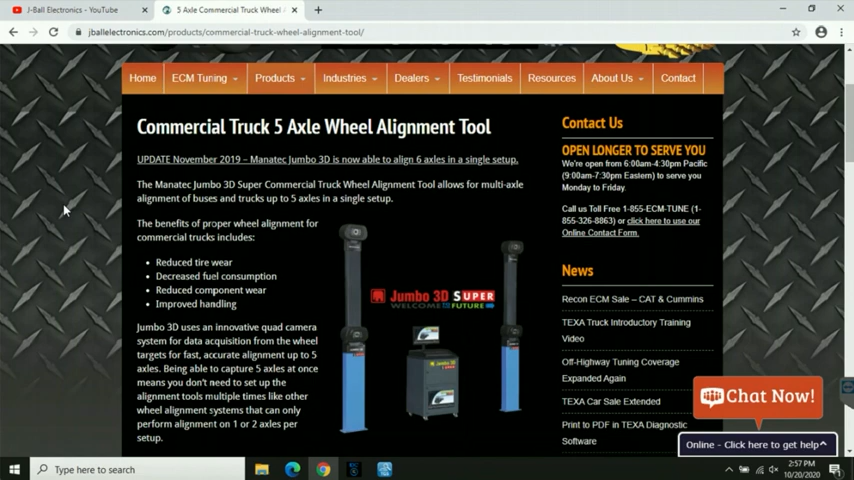 J-Ball Electronics - YouTube
5 Axle Commercial Truck Wheel A
jballelectronics.com/products/commercial-truck-wheel-alignment-tool/
Home ECM Tuning Products Industries Dealers Testimonials Resources About Us Contact
Commercial Truck 5 Axle Wheel Alignment Tool
UPDATE November 2019 – Manatec Jumbo 3D is now able to align 6 axles in a single setup.
The Manatec Jumbo 3D Super Commercial Truck Wheel Alignment Tool allows for multi-axle
alignment of buses and trucks up to 5 axles in a single setup.
The benefits of proper wheel alignment for
commercial trucks includes:
Reduced tire wear
Decreased fuel consumption
Reduced component wear
Improved handling
Jumbo 3D uses an innovative quad camera
system for data acquisition from the wheel
targets for fast, accurate alignment up to 5
axles. Being able to capture 5 axles at once
means you don't need to set up the
alignment tools multiple times like other
wheel alignment systems that can only
perform alignment on 1 or 2 axles per
setup.
Jumbo 3D SUPER
WELCOME TO FUTURE
Contact Us
OPEN LONGER TO SERVE YOU
We're open from 6:00am-4:30pm Pacific
(9:00am-7:30pm Eastern) to serve you
Monday to Friday.
Call us Toll Free 1-855-ECM-TUNE (1-
855-326-8863) or click here to use our
Online Contact Form.
News
Recon ECM Sale – CAT & Cummins
TEXA Truck Introductory Training
Video
Off-Highway Tuning Coverage
Expanded Again
TEXA Car Sale Extended
Print to PDF in TEXA Diagnostic
Software
Chat Now!
Online - Click here to get help
Type here to search
2:57 PM
10/20/2020